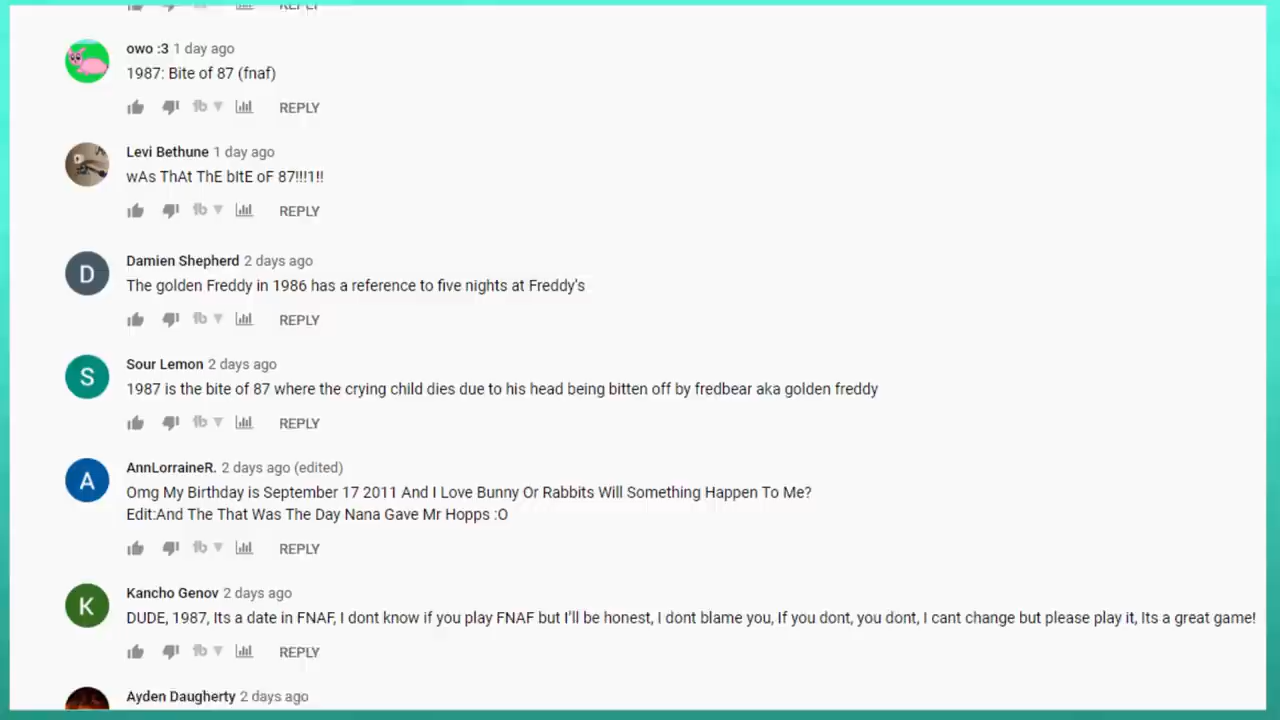 REPLY
owo :3 1 day ago
1987: Bite of 87 (fnaf)
REPLY
Levi Bethune 1 day ago
wAs ThAt ThE bItE oF 87!!!1!!
REPLY
D
Damien Shepherd 2 days ago
The golden Freddy in 1986 has a reference to five nights at Freddy's
REPLY
S
Sour Lemon 2 days ago
1987 is the bite of 87 where the crying child dies due to his head being bitten off by fredbear aka golden freddy
REPLY
A
AnnLorraineR. 2 days ago (edited)
Omg My Birthday is September 17 2011 And I Love Bunny Or Rabbits Will Something Happen To Me?
Edit:And The That Was The Day Nana Gave Mr Hopps :O
REPLY
K
Kancho Genov 2 days ago
DUDE, 1987, Its a date in FNAF, I dont know if you play FNAF but I'll be honest, I dont blame you, If you dont, you dont, I cant change but please play it, Its a great game!
REPLY
Ayden Daugherty 2 days ago